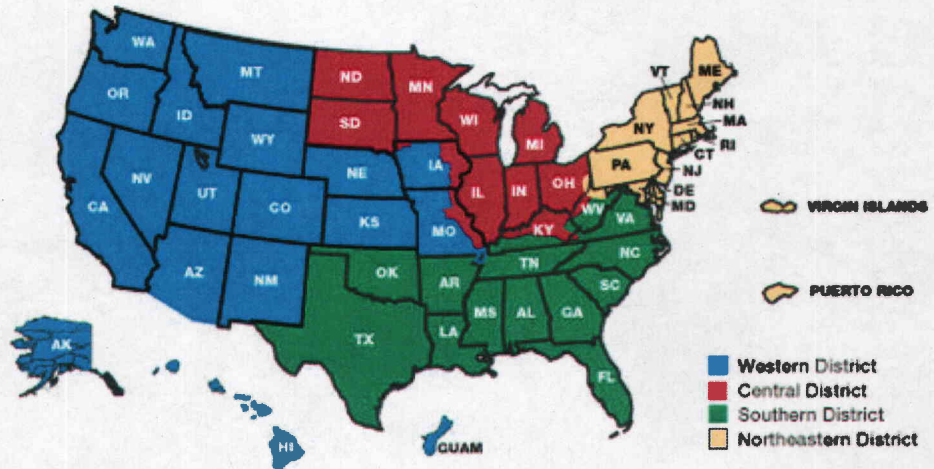 WA
MT
ND
MN
VT
ME
OR
ID
SD
WI
NH
MA
WY
MI
NY
RI
CT
NV
NE
IA
PA
NJ
UT
CO
IL
IN
OH
DE
MD
CA
KS
MO
WV
VA
KY
VIRGIN ISLANDS
AZ
NM
OK
AR
TN
NC
SC
PUERTO RICO
TX
LA
MS
AL
GA
AK
FL
HI
GUAM
Western District
Central District
Southern District
Northeastern District